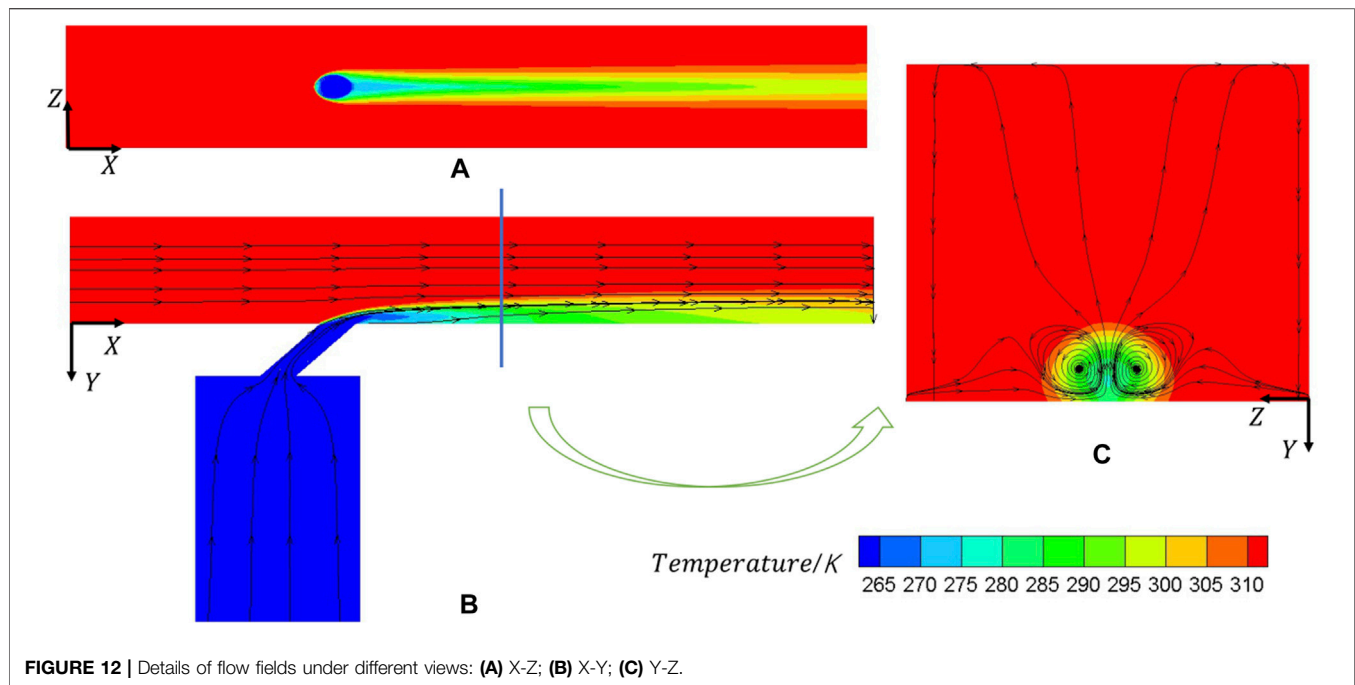 Z
X
A
X
Y
B
Z
Y
C
Temperature/K
265 270 275 280 285 290 295 300 305 310
FIGURE 12 | Details of flow fields under different views: (A) X-Z; (B) X-Y; (C) Y-Z.